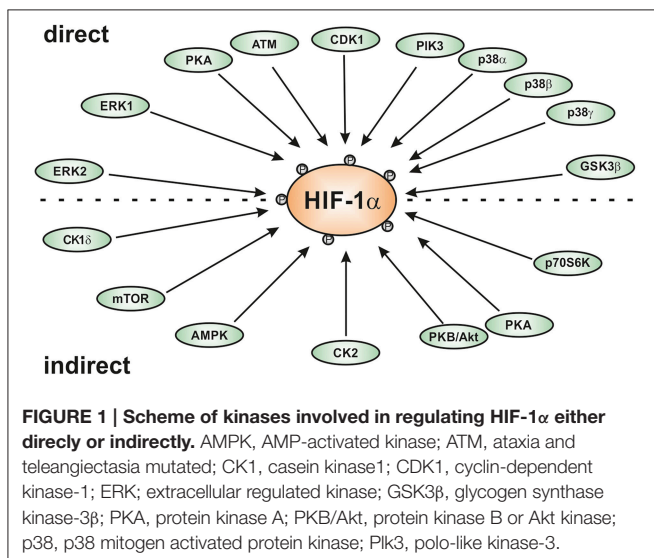 direct
ATM
CDK1
PIK3
PKA
p38α
p38β
ERK1
p38γ
ERK2
GSK3β
P
P
P
P
HIF-1α
P
P
CK1δ
p70S6K
mTOR
AMPK
CK2
PKB/Akt
PKA
indirect
FIGURE 1 | Scheme of kinases involved in regulating HIF-1α either
direcly or indirectly. AMPK, AMP-activated kinase; ATM, ataxia and
teleangiectasia mutated; CK1, casein kinase1; CDK1, cyclin-dependent
kinase-1; ERK; extracellular regulated kinase; GSK3β, glycogen synthase
kinase-3β; PKA, protein kinase A; PKB/Akt, protein kinase B or Akt kinase;
p38, p38 mitogen activated protein kinase; Plk3, polo-like kinase-3.